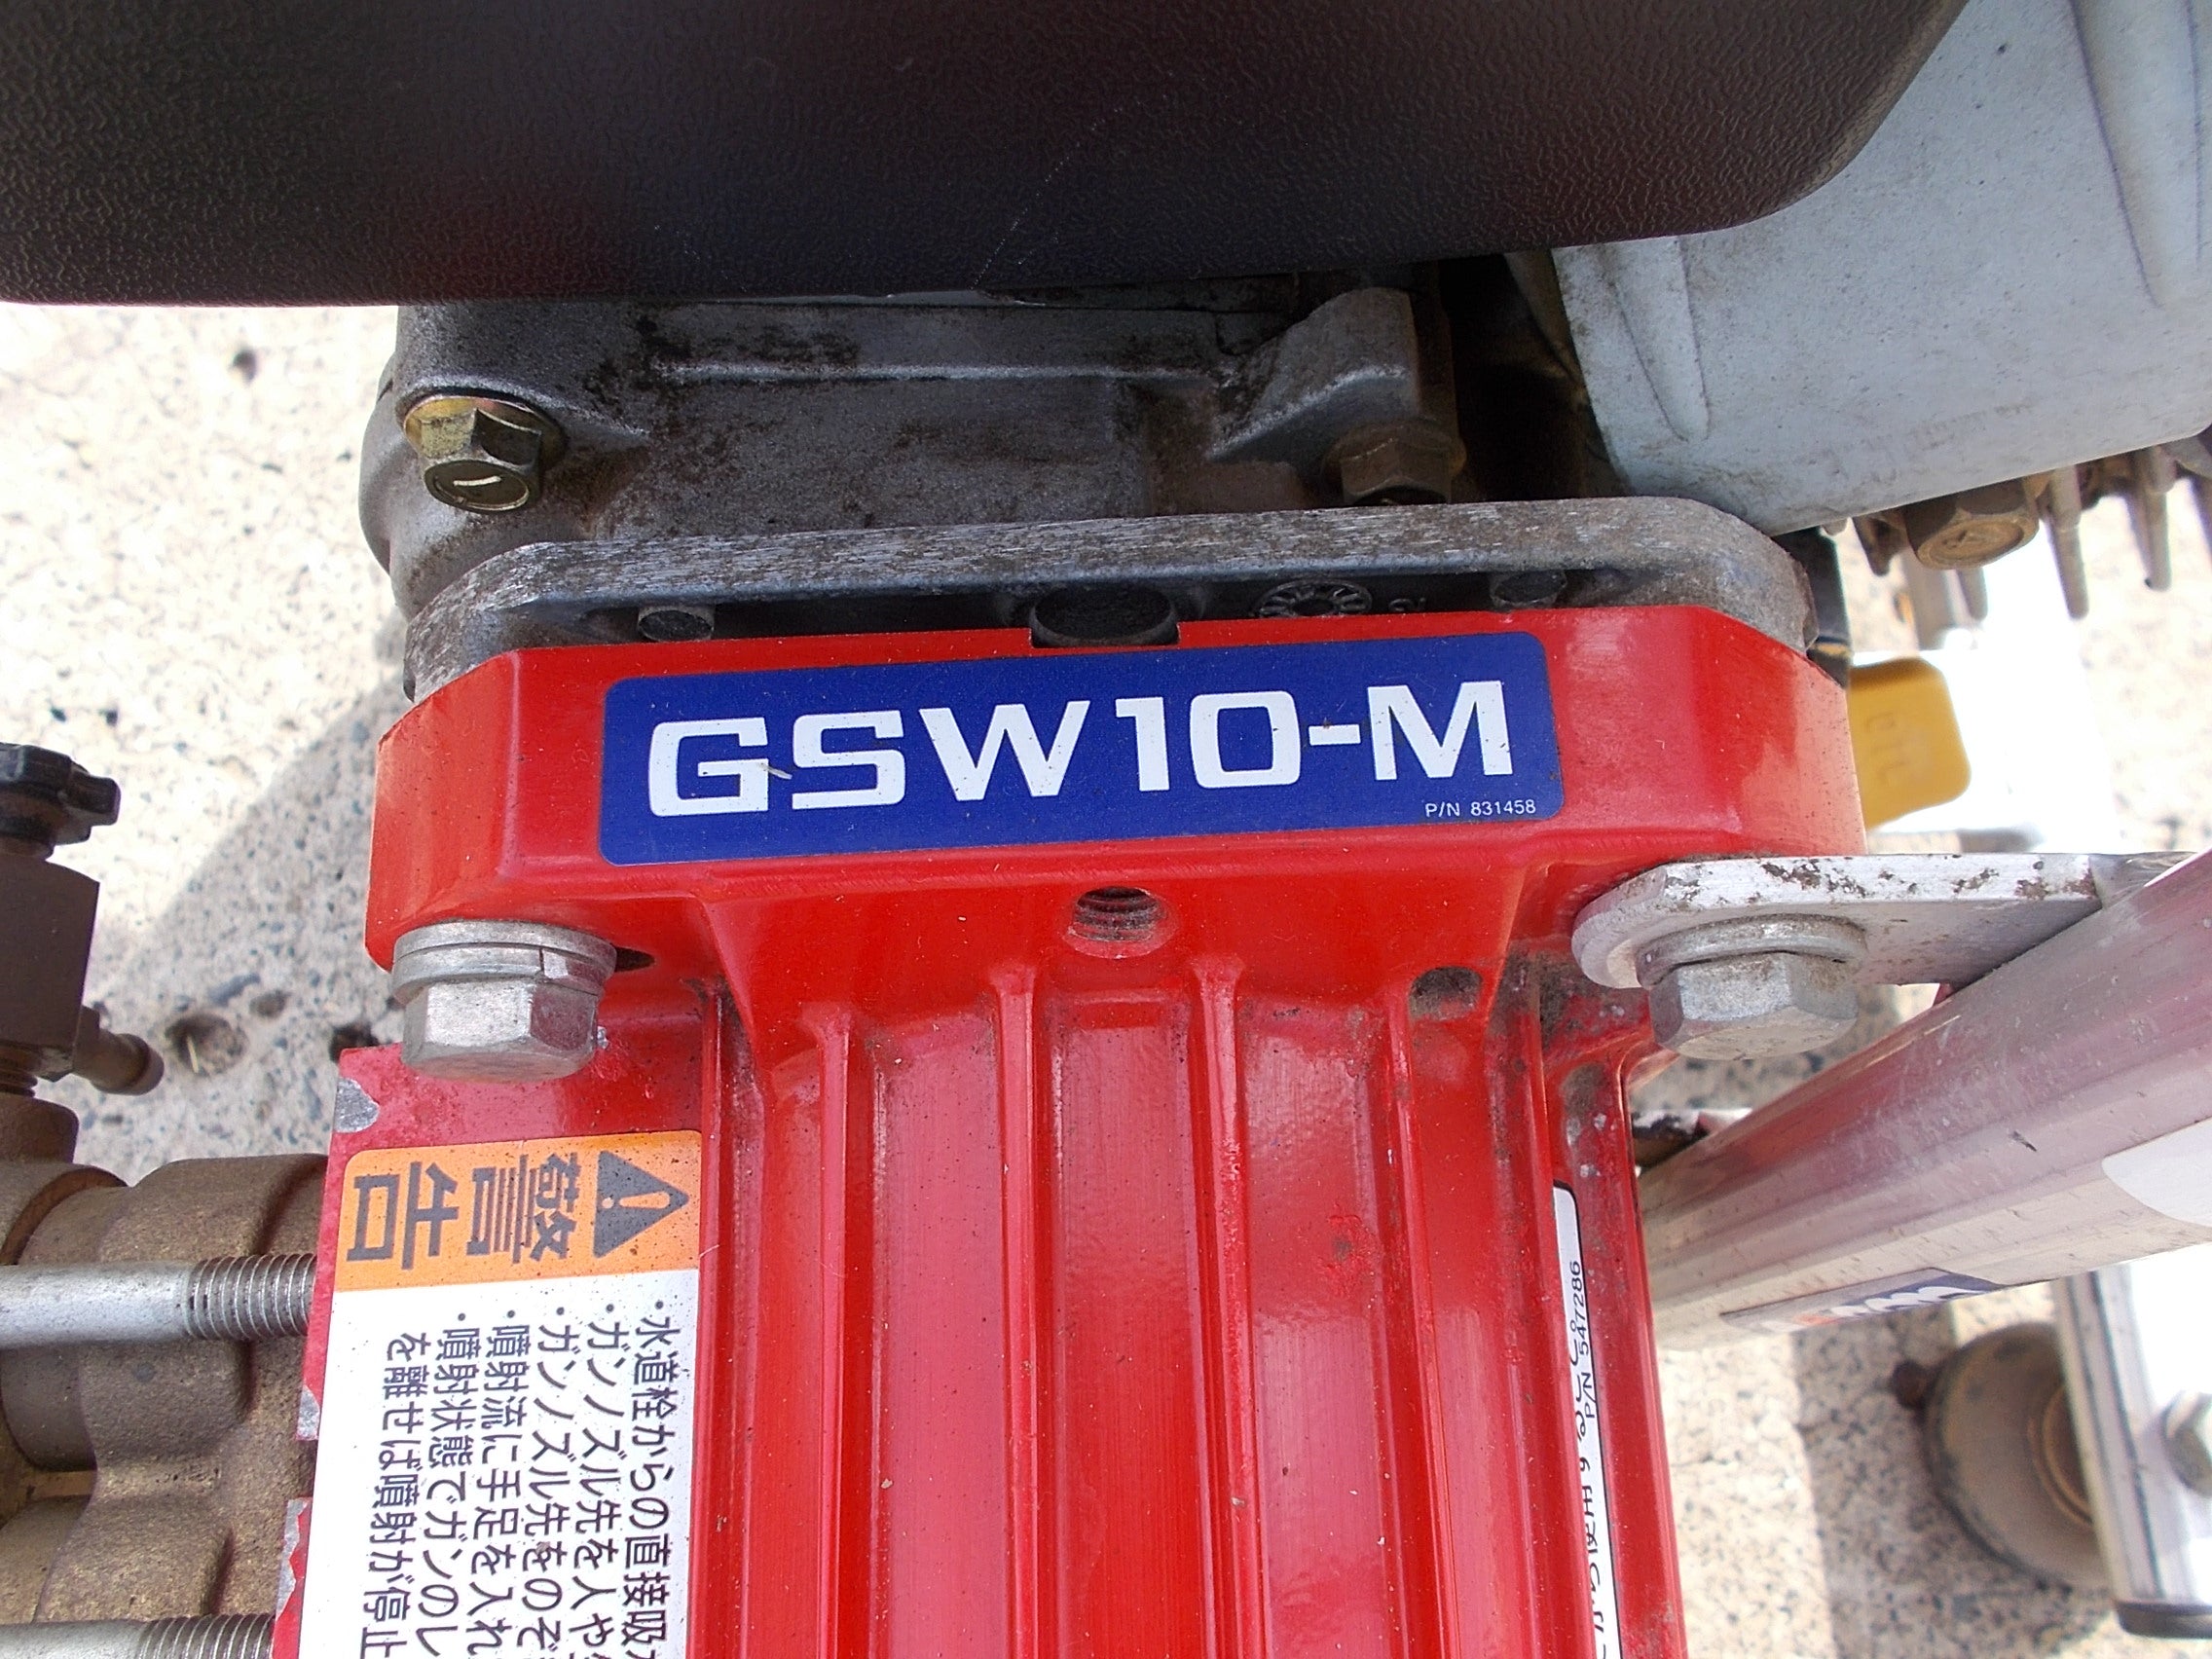 GSW10-M
P/N 831458
警告
・水道栓からの直接吸
・ガンノズル先を人や
・ガンノズル先をのぞ
・噴射流に手足を入れ
・噴射状態でガンのレ
を離せば噴射が停止
P/N 547286